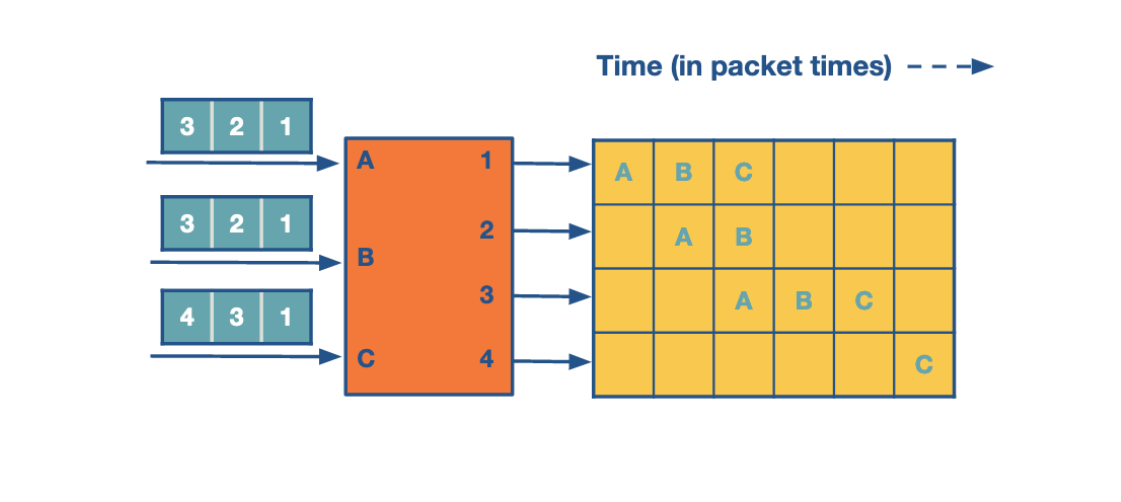 Time (in packet times)
3 2 1
A 1
A B C
3 2 1
2
A B
B
3
A B C
4 3 1
C 4
C